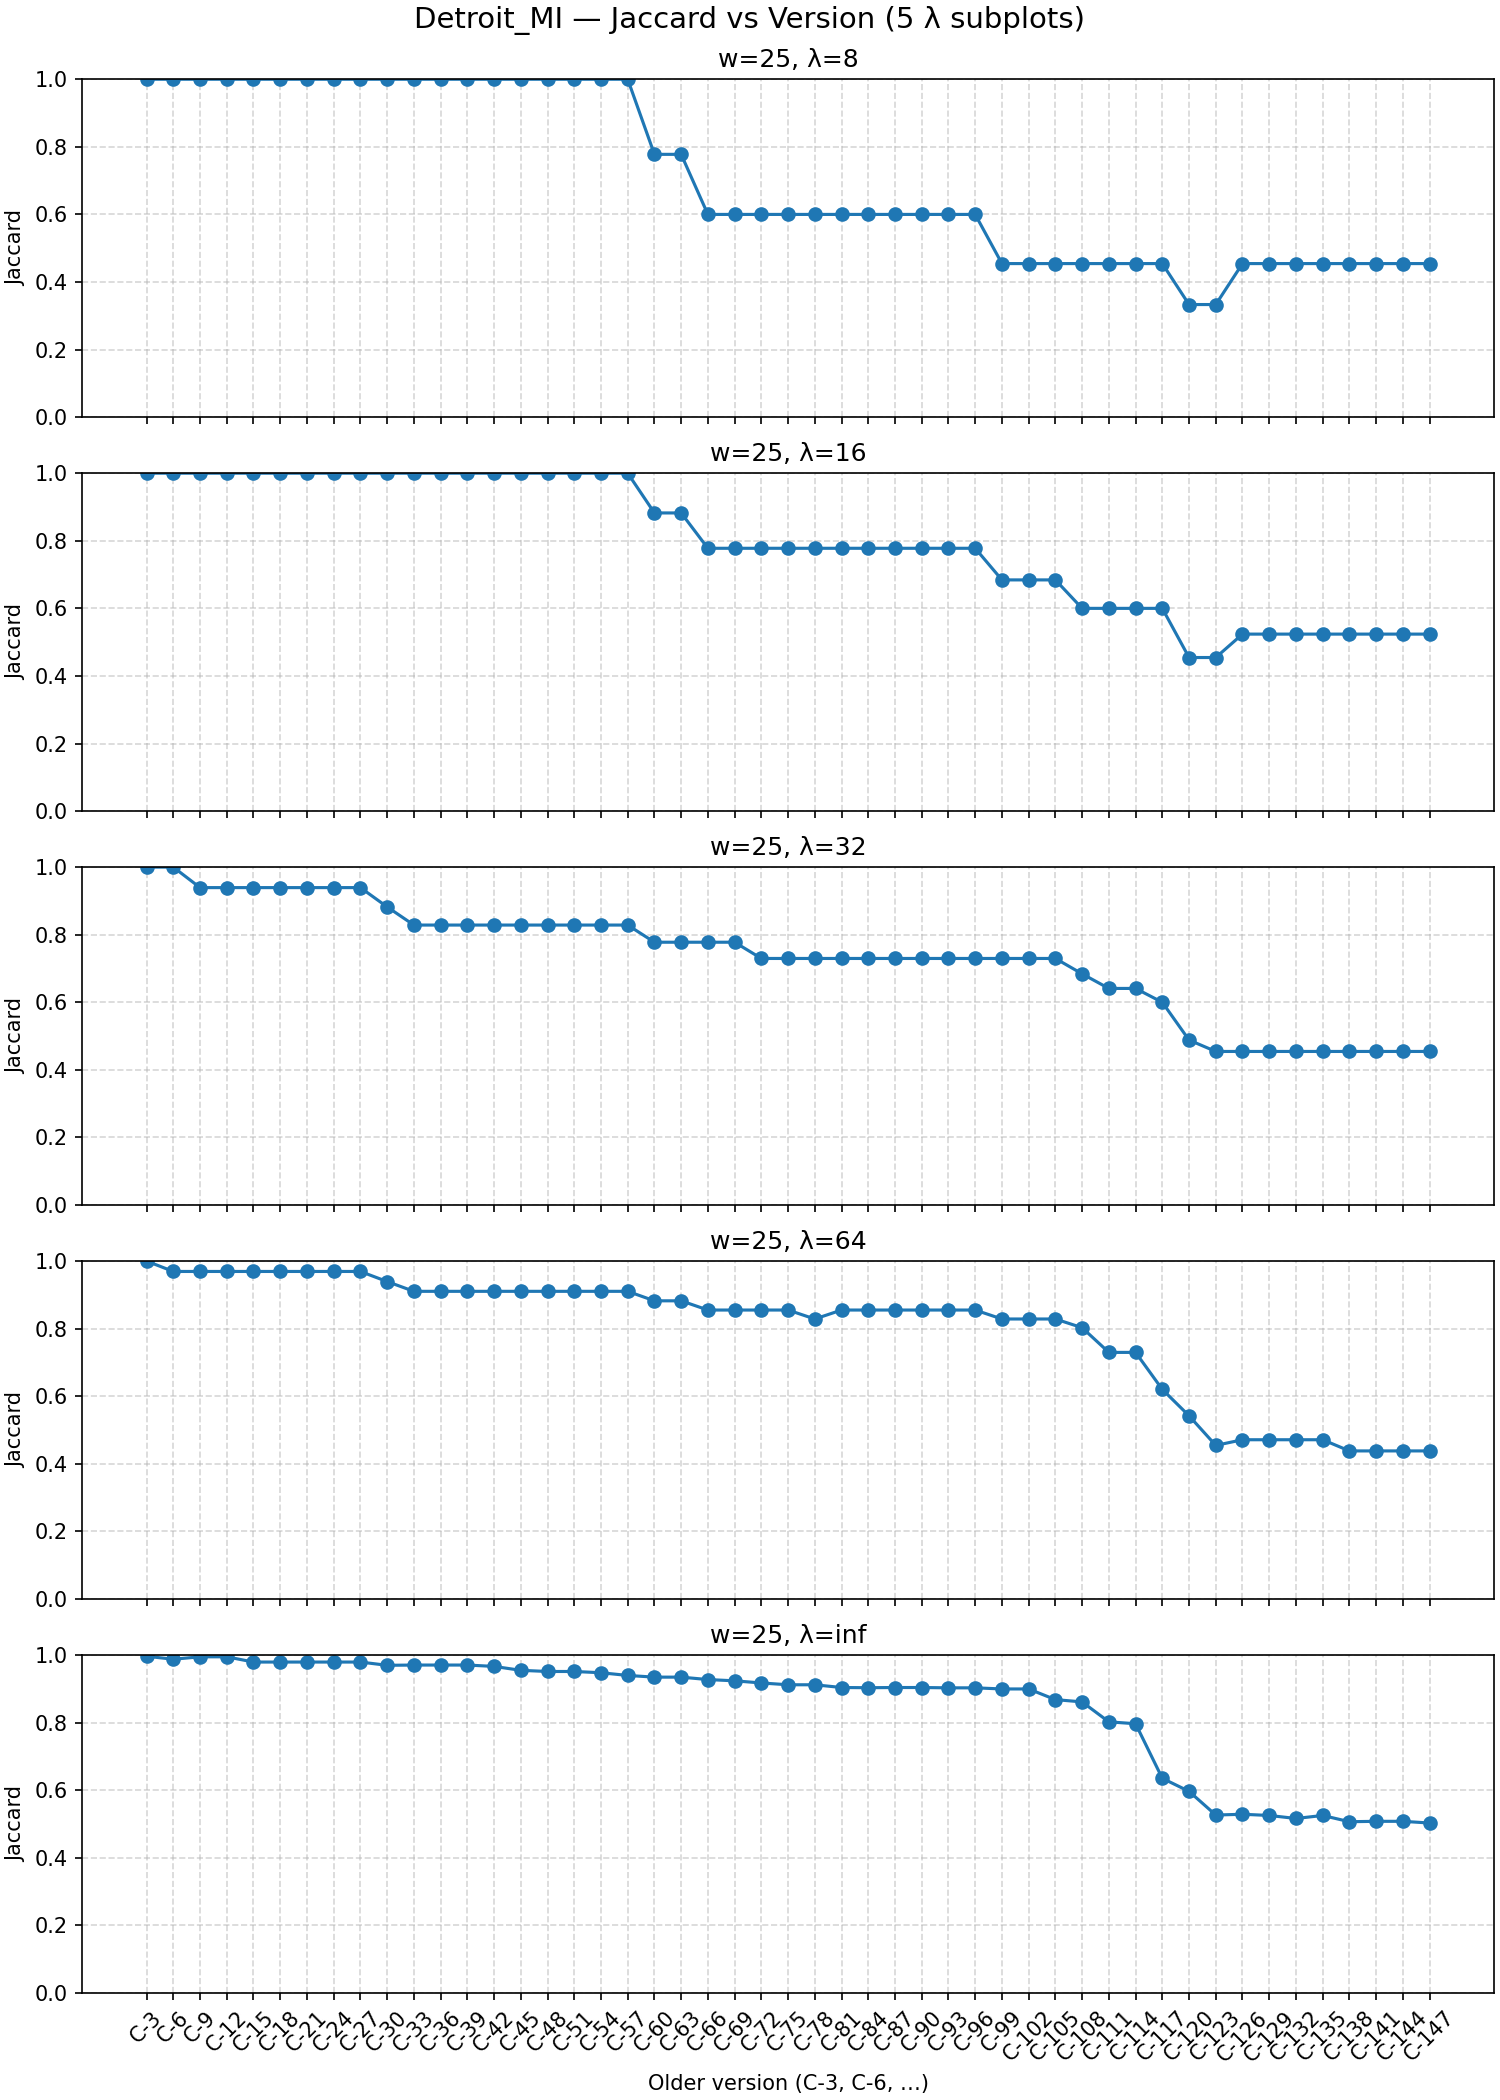 Detroit_MI — Jaccard vs Version (5 λ subplots)
w=25, λ=8
1.0
0.8
0.6
0.4
0.2
0.0
Jaccard
w=25, λ=16
1.0
0.8
0.6
0.4
0.2
0.0
Jaccard
w=25, λ=32
1.0
0.8
0.6
0.4
0.2
0.0
Jaccard
w=25, λ=64
1.0
0.8
0.6
0.4
0.2
0.0
Jaccard
w=25, λ=inf
1.0
0.8
0.6
0.4
0.2
0.0
Jaccard
C-3
C-6
C-9
C-12
C-15
C-18
C-21
C-24
C-27
C-30
C-33
C-36
C-39
C-42
C-45
C-48
C-51
C-54
C-57
C-60
C-63
C-66
C-69
C-72
C-75
C-78
C-81
C-84
C-87
C-90
C-93
C-96
C-99
C-102
C-105
C-108
C-111
C-114
C-117
C-120
C-123
C-126
C-129
C-132
C-135
C-138
C-141
C-144
C-147
Older version (C-3, C-6, ...)